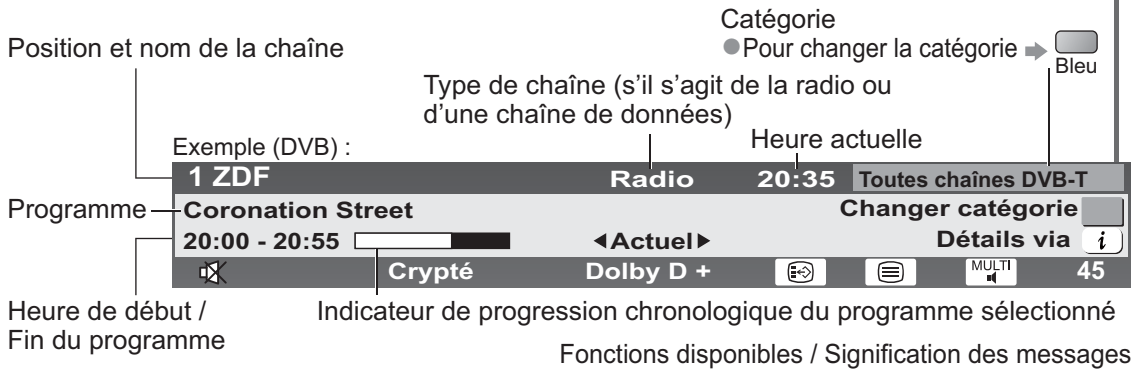 Catégorie
Position et nom de la chaîne
●Pour changer la catégorie
Bleu
Type de chaîne (s'il s'agit de la radio ou
d'une chaîne de données)
Heure actuelle
Exemple (DVB) :
1 ZDF Radio 20:35 Toutes chaînes DVB-T
Programme Coronation Street Changer catégorie
20:00 - 20:55 ◀Actuel▶ Détails via i
Crypté Dolby D + MULTI 45
Heure de début / Indicateur de progression chronologique du programme sélectionné
Fin du programme
Fonctions disponibles / Signification des messages